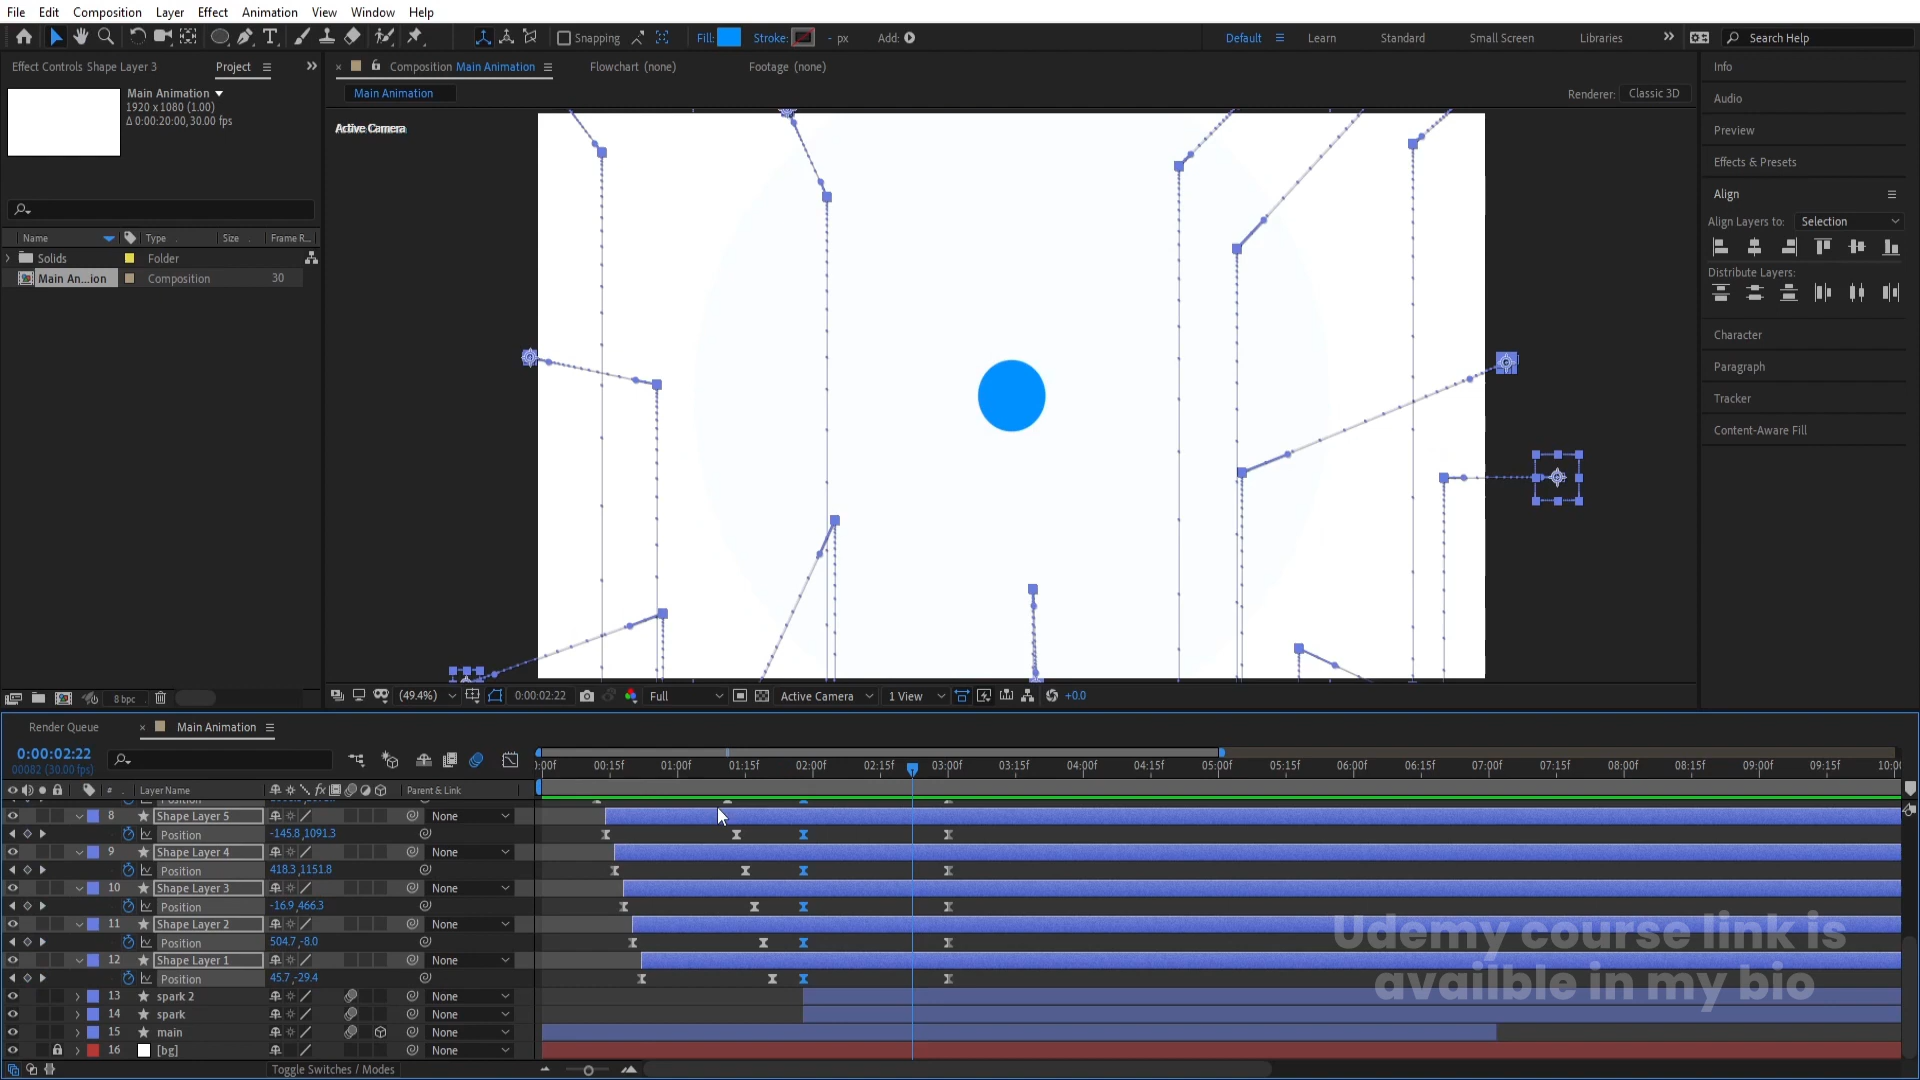 File Edit Composition Layer Effect Animation View Window Help
Snapping Fill: Stroke: - px Add: Default Learn Standard Small Screen Libraries Search Help
Effect Controls Shape Layer 3 Project Composition Main Animation Flowchart (none) Footage (none)
Main Animation
1920 x 1080 (1.00)
Δ 0:00:20:00, 30.00 fps
Main Animation Renderer: Classic 3D
Active Camera
Name Type Size Frame R...
Solids Folder
Main An...ion Composition 30
Info
Audio
Preview
Effects & Presets
Align
Align Layers to: Selection
Distribute Layers:
Character
Paragraph
Tracker
Content-Aware Fill
8 bpc (49.4%) 0:00:02:22 Full Active Camera 1 View +0.0
Render Queue Main Animation
0:00:02:22
00082 (30.00 fps)
:00f 00:15f 01:00f 01:15f 02:00f 02:15f 03:00f 03:15f 04:00f 04:15f 05:00f 05:15f 06:00f 06:15f 07:00f 07:15f 08:00f 08:15f 09:00f 09:15f 10:00
# Layer Name fx Parent & Link
8 Shape Layer 5 None
Position -145.8,1091.3
9 Shape Layer 4 None
Position 418.3,1151.8
10 Shape Layer 3 None
Position -16.9,466.3
11 Shape Layer 2 None
Position 504.7,-8.0
12 Shape Layer 1 None
Position 45.7,-29.4
13 spark 2 None
14 spark None
15 main None
16 [bg] None
Toggle Switches / Modes
Udemy course link is
availble in my bio